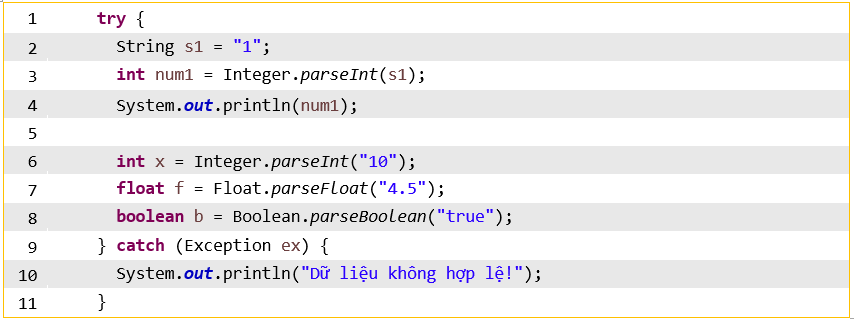 1 try {
2 String s1 = "1";
3 int num1 = Integer.parseInt(s1);
4 System.out.println(num1);
5
6 int x = Integer.parseInt("10");
7 float f = Float.parseFloat("4.5");
8 boolean b = Boolean.parseBoolean("true");
9 } catch (Exception ex) {
10 System.out.println("Dữ liệu không hợp lệ!");
11 }